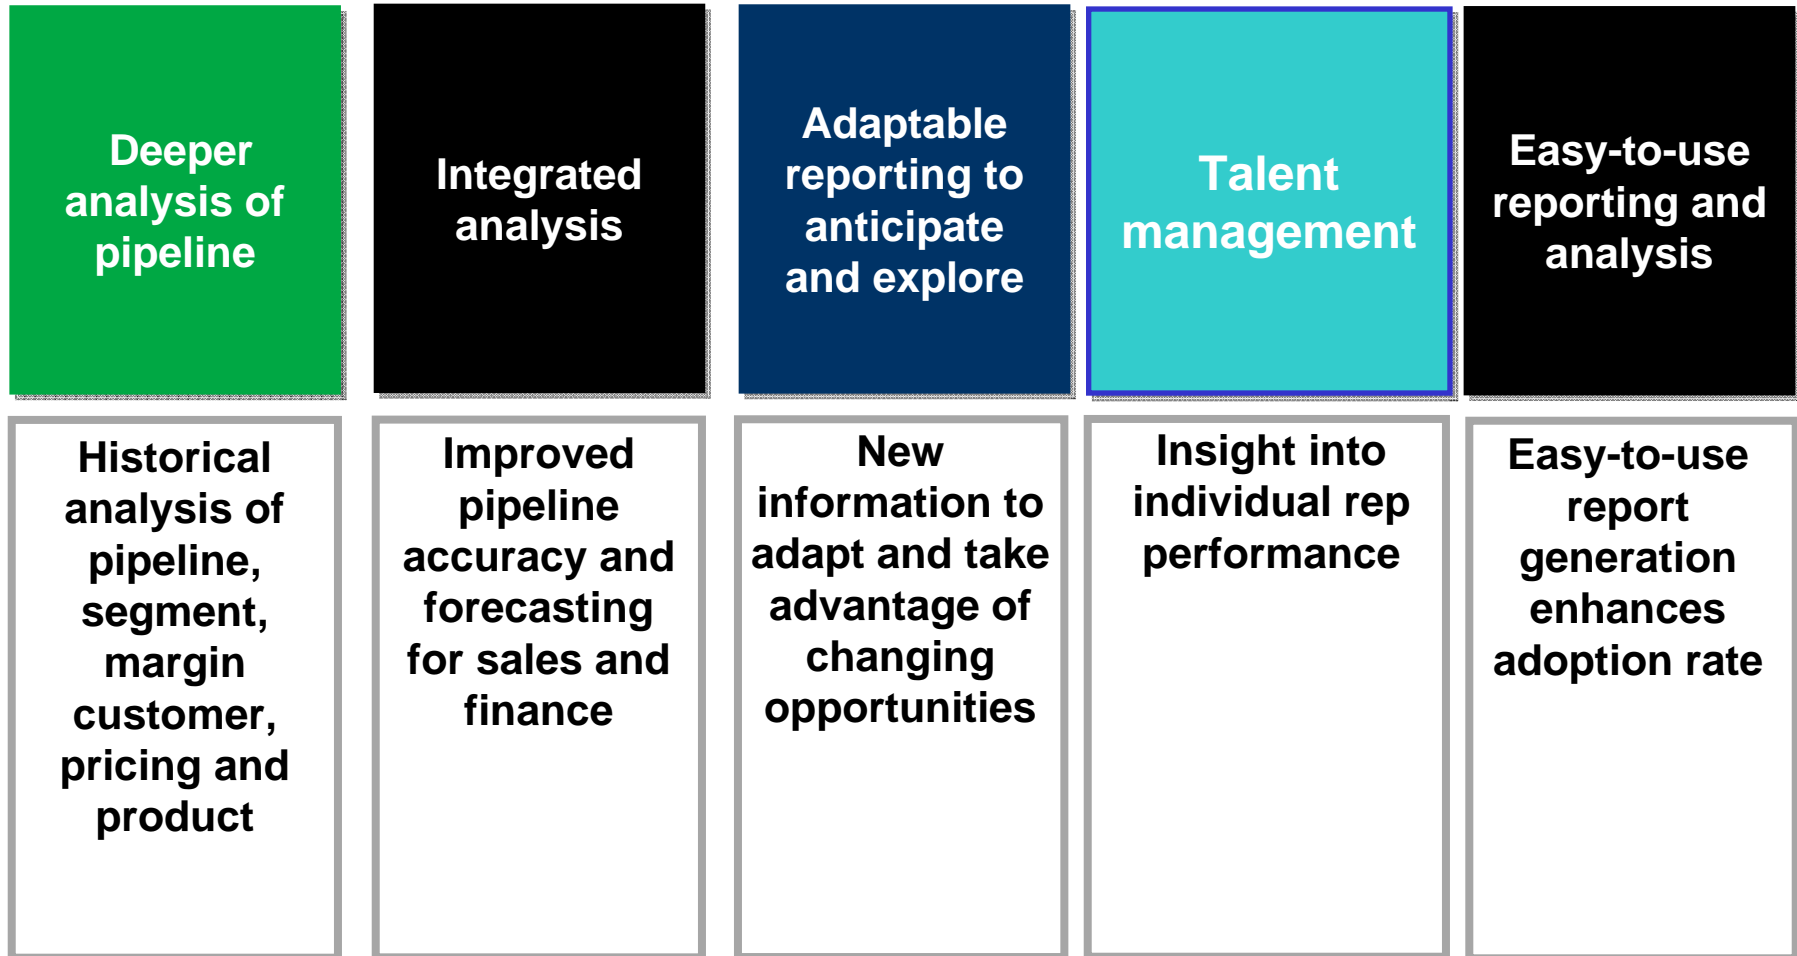 Deeper
analysis of
pipeline
Integrated
analysis
Adaptable
reporting to
anticipate
and explore
Talent
management
Easy-to-use
reporting and
analysis
Historical
analysis of
pipeline,
segment,
margin
customer,
pricing and
product
Improved
pipeline
accuracy and
forecasting
for sales and
finance
New
information to
adapt and take
advantage of
changing
opportunities
Insight into
individual rep
performance
Easy-to-use
report
generation
enhances
adoption rate